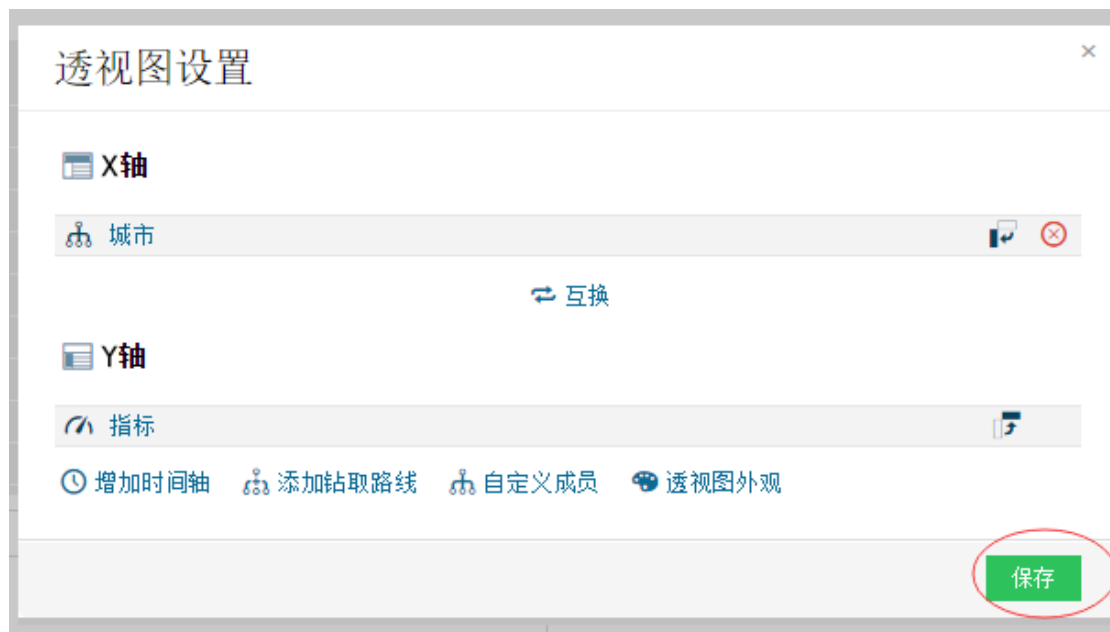 透视图设置
X轴
城市
互换
Y轴
指标
增加时间轴 添加钻取路线 自定义成员 透视图外观
保存